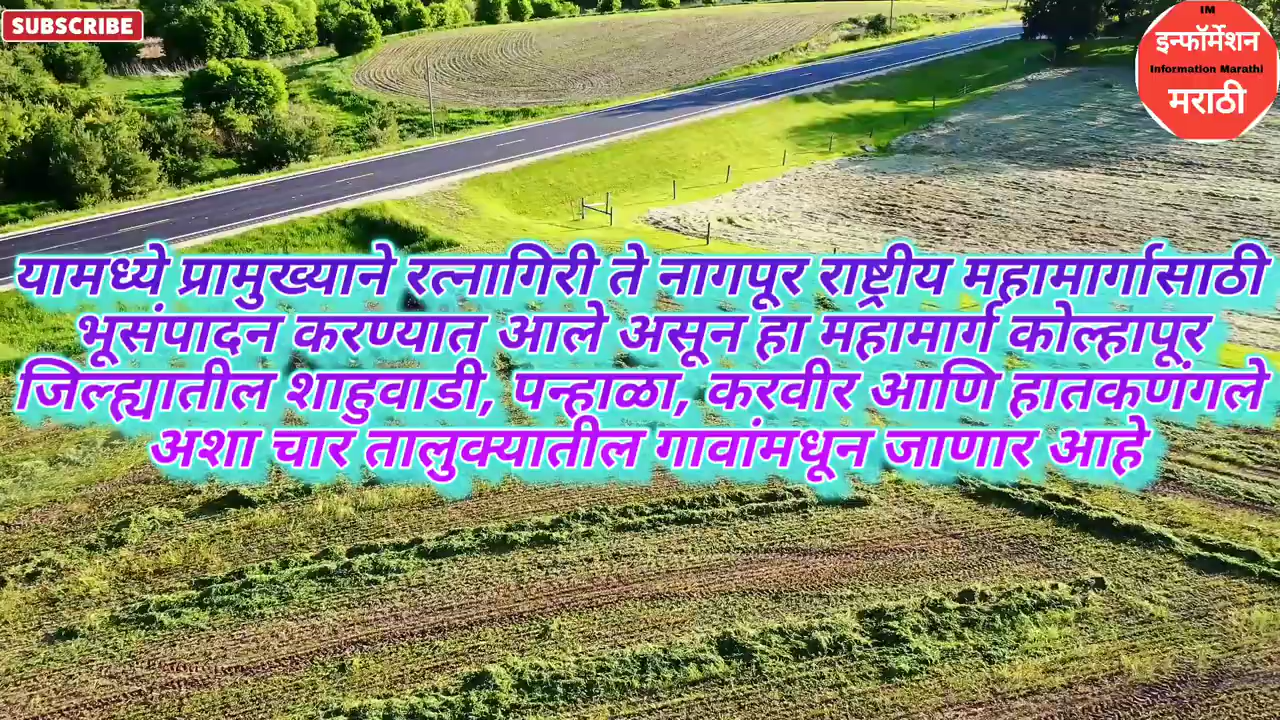 SUBSCRIBE
IM
इन्फॉर्मेशन
Information Marathi
मराठी
यामध्ये प्रामुख्याने रत्नागिरी ते नागपूर राष्ट्रीय महामार्गासाठी
भूसंपादन करण्यात आले असून हा महामार्ग कोल्हापूर
जिल्ह्यातील शाहुवाडी, पन्हाळा, करवीर आणि हातकणंगले
अशा चार तालुक्यातील गावांमधून जाणार आहे